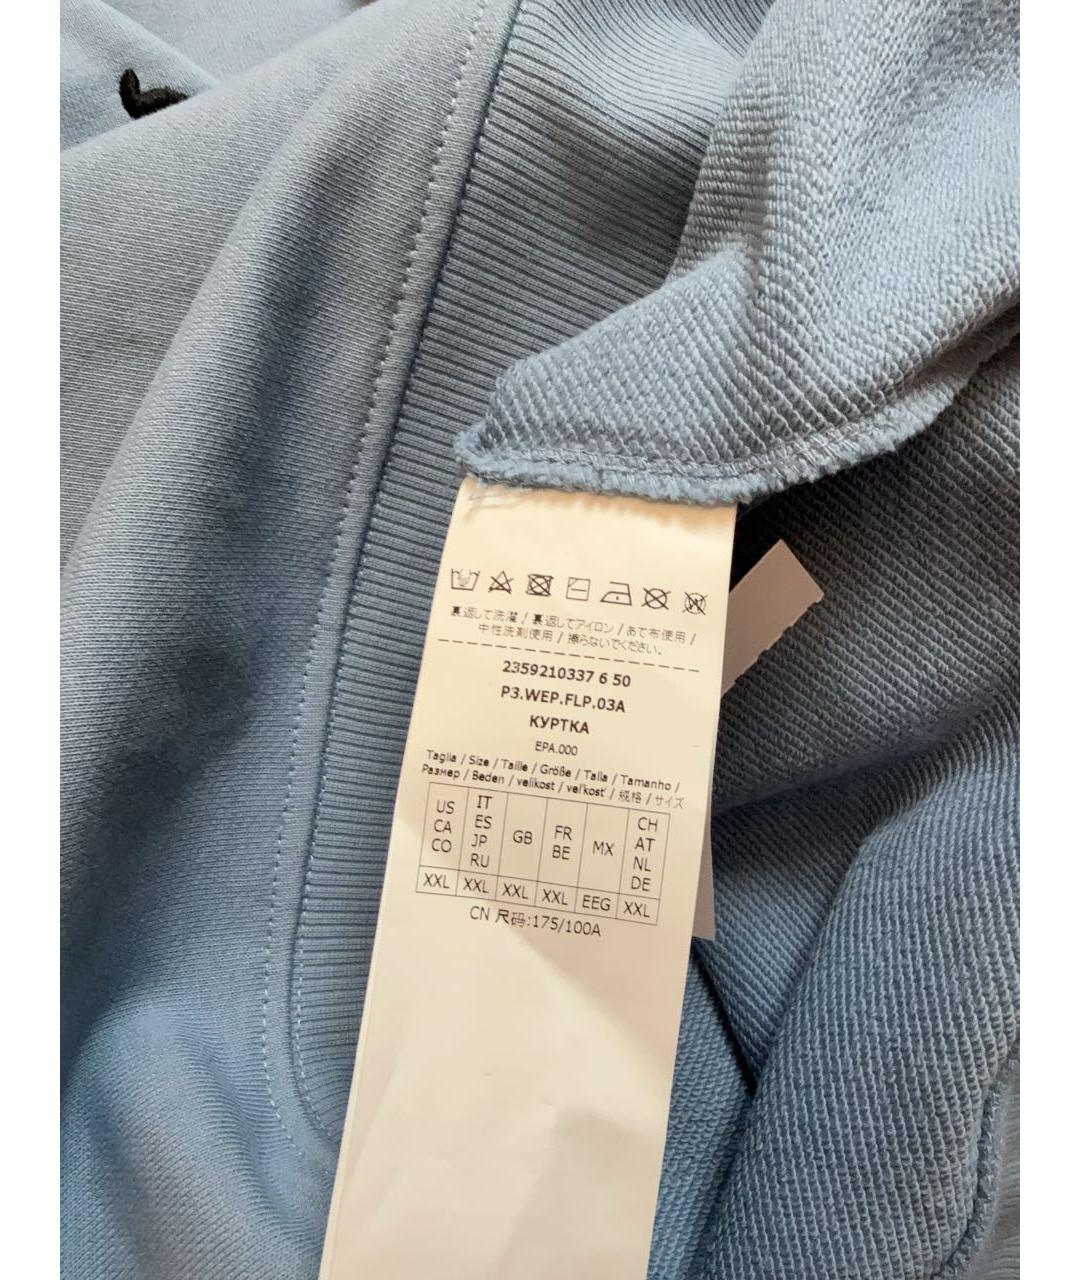 裏返して洗濯 / 裏返してアイロン / あて布使用 /
中性洗剤使用 / 擦らないでください。
2359210337 6 50
P3.WEP.FLP.03A
КУРТКА
EPA.000
Taglia / Size / Taille / Größe / Talla / Tamanho /
Размер / Beden / velikost / veľkosť / 规格 / サイズ
US CA CO IT ES JP RU GB FR BE MX CH AT NL DE
XXL XXL XXL XXL EEG XXL
CN 尺码:175/100A